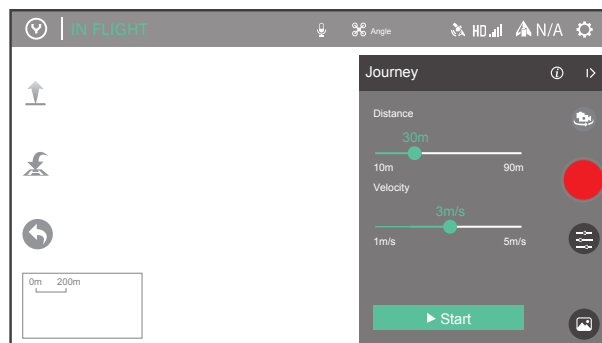 IN FLIGHT
Angle
HD
N/A
Journey
Distance
30m
10m 90m
Velocity
3m/s
1m/s 5m/s
0m 200m
Start